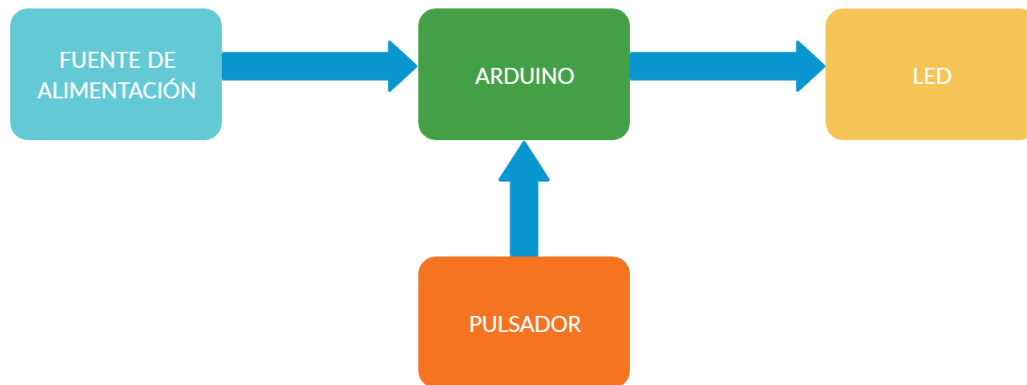 FUENTE DE
ALIMENTACIÓN
ARDUINO
LED
PULSADOR